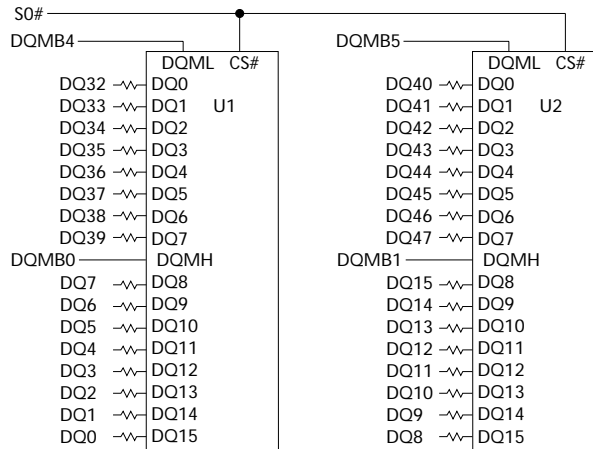 S0#
DQMB4 DQMB5
DQML CS# DQML CS#
DQ32 DQ0 DQ40 DQ0
DQ33 DQ1 U1 DQ41 DQ1 U2
DQ34 DQ2 DQ42 DQ2
DQ35 DQ3 DQ43 DQ3
DQ36 DQ4 DQ44 DQ4
DQ37 DQ5 DQ45 DQ5
DQ38 DQ6 DQ46 DQ6
DQ39 DQ7 DQ47 DQ7
DQMB0 DQMH DQMB1 DQMH
DQ7 DQ8 DQ15 DQ8
DQ6 DQ9 DQ14 DQ9
DQ5 DQ10 DQ13 DQ10
DQ4 DQ11 DQ12 DQ11
DQ3 DQ12 DQ11 DQ12
DQ2 DQ13 DQ10 DQ13
DQ1 DQ14 DQ9 DQ14
DQ0 DQ15 DQ8 DQ15